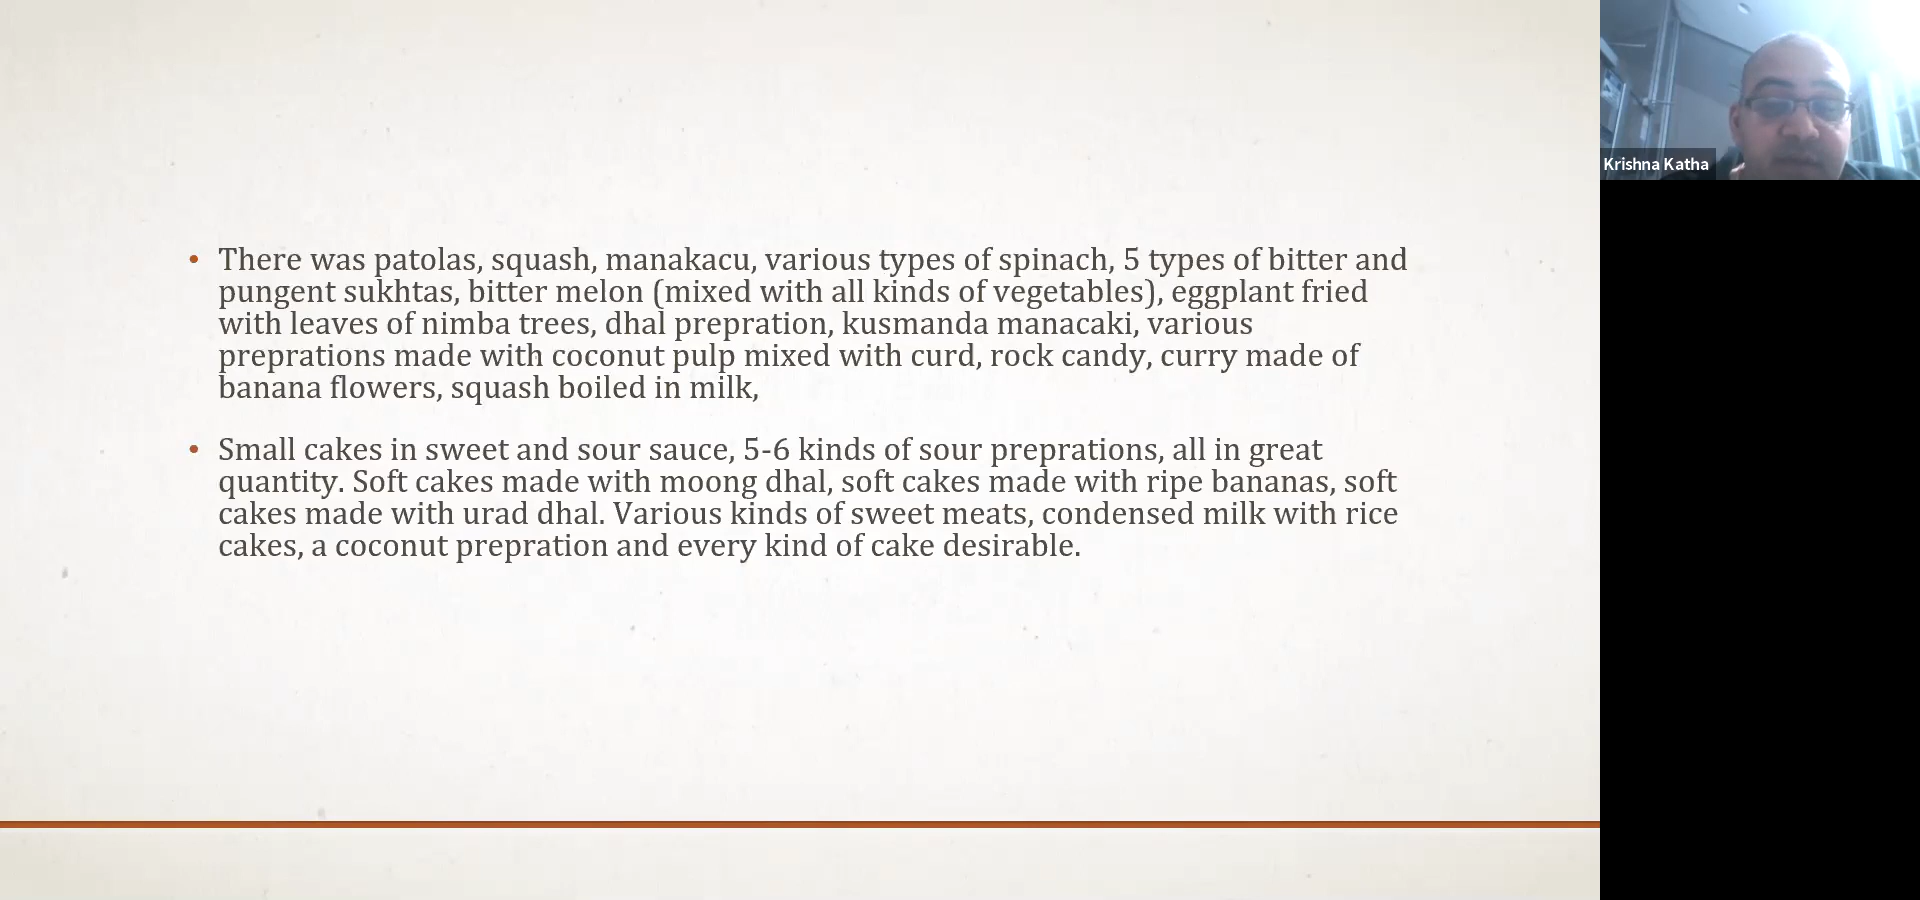 • There was patolas, squash, manakacu, various types of spinach, 5 types of bitter and
pungent sukhtas, bitter melon (mixed with all kinds of vegetables), eggplant fried
with leaves of nimba trees, dhal prepration, kusmanda manacaki, various
preprations made with coconut pulp mixed with curd, rock candy, curry made of
banana flowers, squash boiled in milk,
• Small cakes in sweet and sour sauce, 5-6 kinds of sour preprations, all in great
quantity. Soft cakes made with moong dhal, soft cakes made with ripe bananas, soft
cakes made with urad dhal. Various kinds of sweet meats, condensed milk with rice
cakes, a coconut prepration and every kind of cake desirable.
Krishna Katha